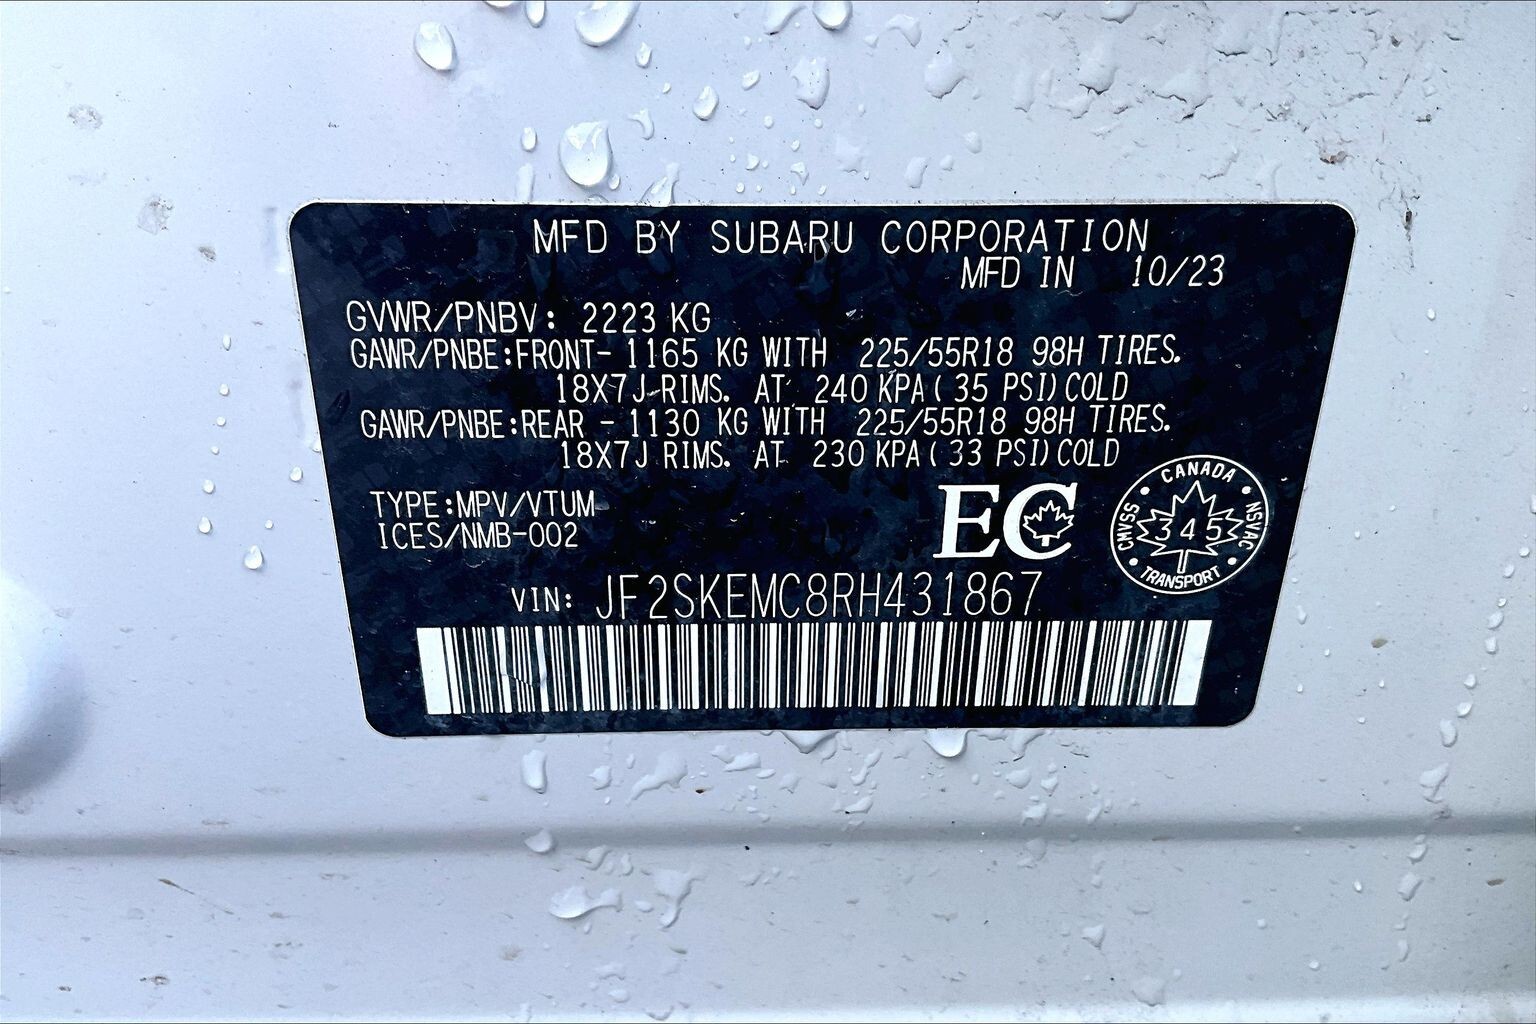 MFD BY SUBARU CORPORATION
MFD IN 10/23
GVWR/PNBV: 2223 KG
GAWR/PNBE:FRONT- 1165 KG WITH 225/55R18 98H TIRES.
18X7J RIMS. AT 240 KPA( 35 PSI)COLD
GAWR/PNBE:REAR - 1130 KG WITH 225/55R18 98H TIRES.
18X7J RIMS. AT 230 KPA( 33 PSI)COLD
TYPE:MPV/VTUM
ICES/NMB-002
EC
CANADA
CMVSS 345 NSVAC
TRANSPORT
VIN: JF2SKEMC8RH431867